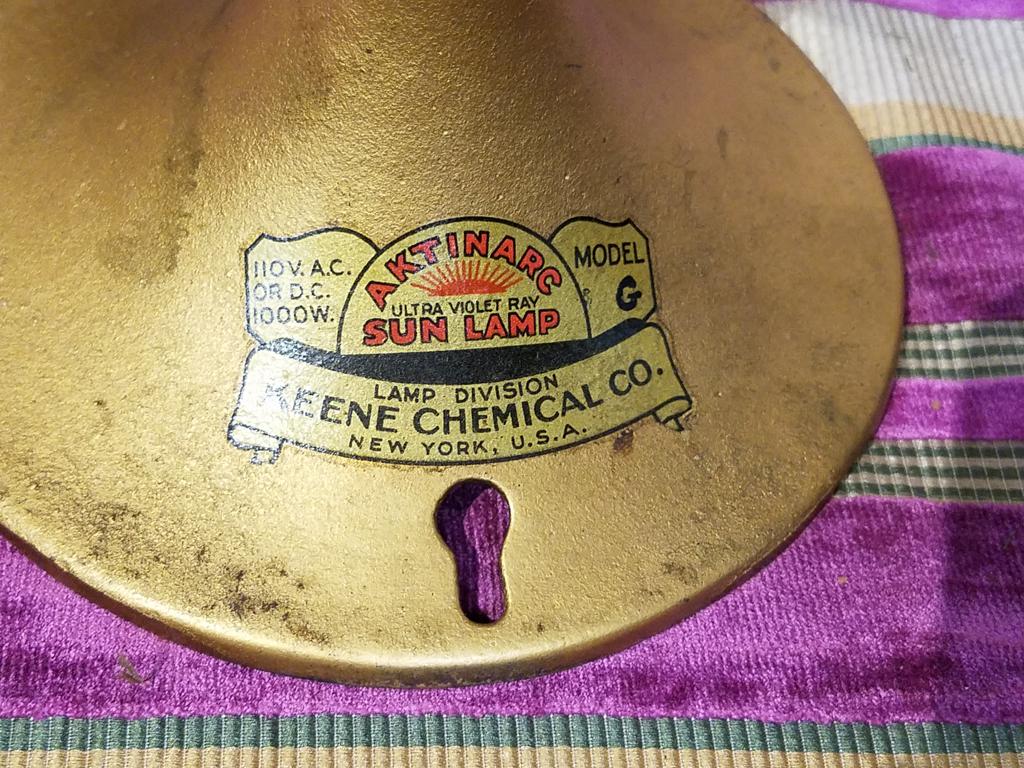 110V. A.C.
OR D.C.
1000W.
AKTINARC
ULTRA VIOLET RAY
SUN LAMP
MODEL
G
LAMP DIVISION
KEENE CHEMICAL CO.
NEW YORK, U.S.A.